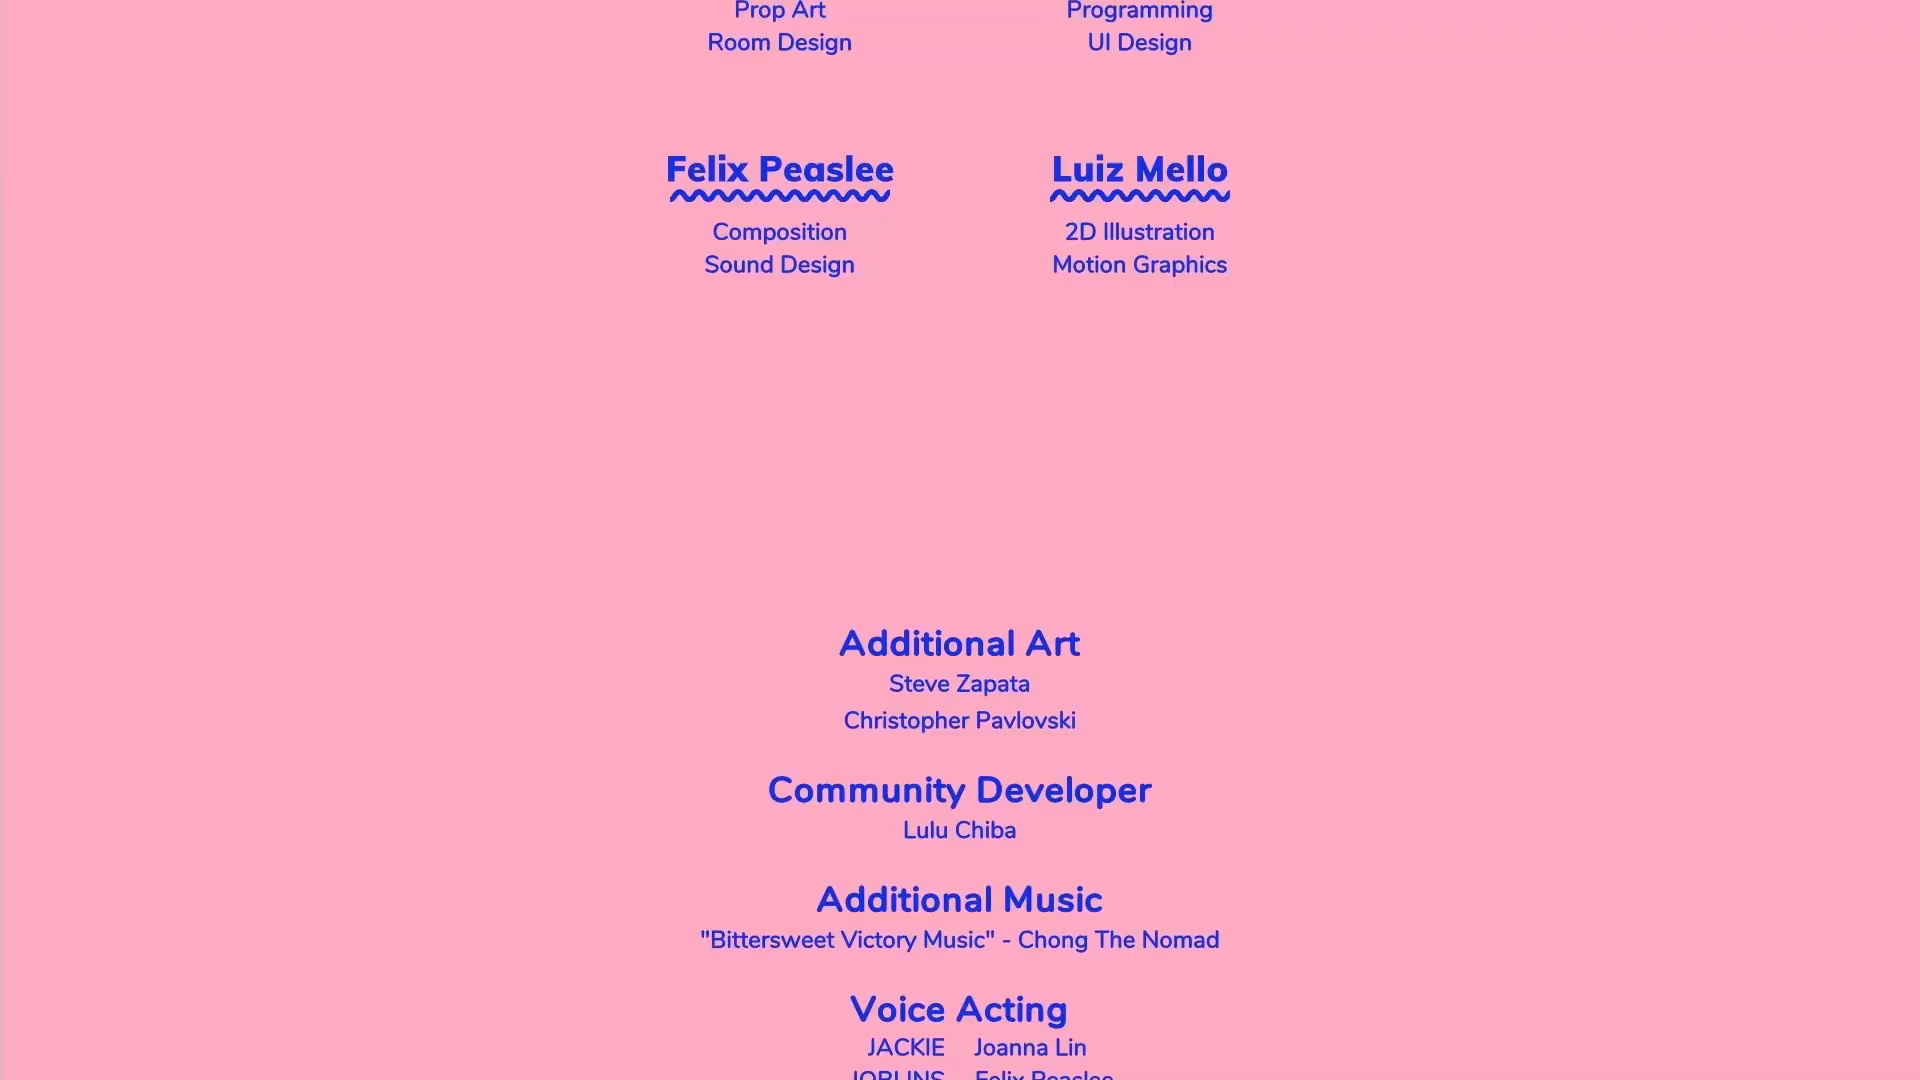 Prop Art
Room Design
Programming
UI Design
Felix Peaslee
Composition
Sound Design
Luiz Mello
2D Illustration
Motion Graphics
Additional Art
Steve Zapata
Christopher Pavlovski
Community Developer
Lulu Chiba
Additional Music
"Bittersweet Victory Music" - Chong The Nomad
Voice Acting
JACKIE Joanna Lin
Felix Peaslee